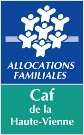 ALLOCATIONS
FAMILIALES
Caf
de la
Haute-Vienne